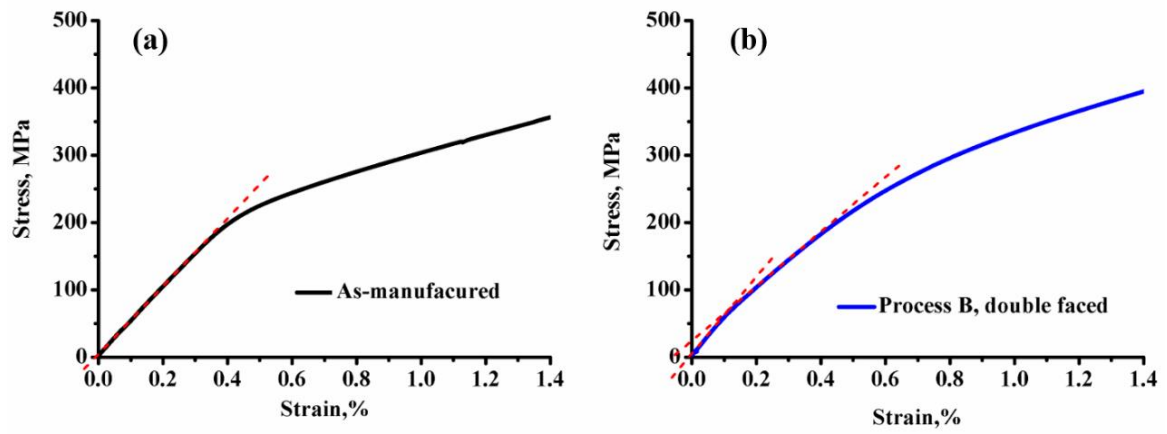 (a)
500
400
300
200
100
0
0.0 0.2 0.4 0.6 0.8 1.0 1.2 1.4
Stress, MPa
Strain,%
As-manufacured
(b)
500
400
300
200
100
0
0.0 0.2 0.4 0.6 0.8 1.0 1.2 1.4
Stress, MPa
Strain,%
Process B, double faced